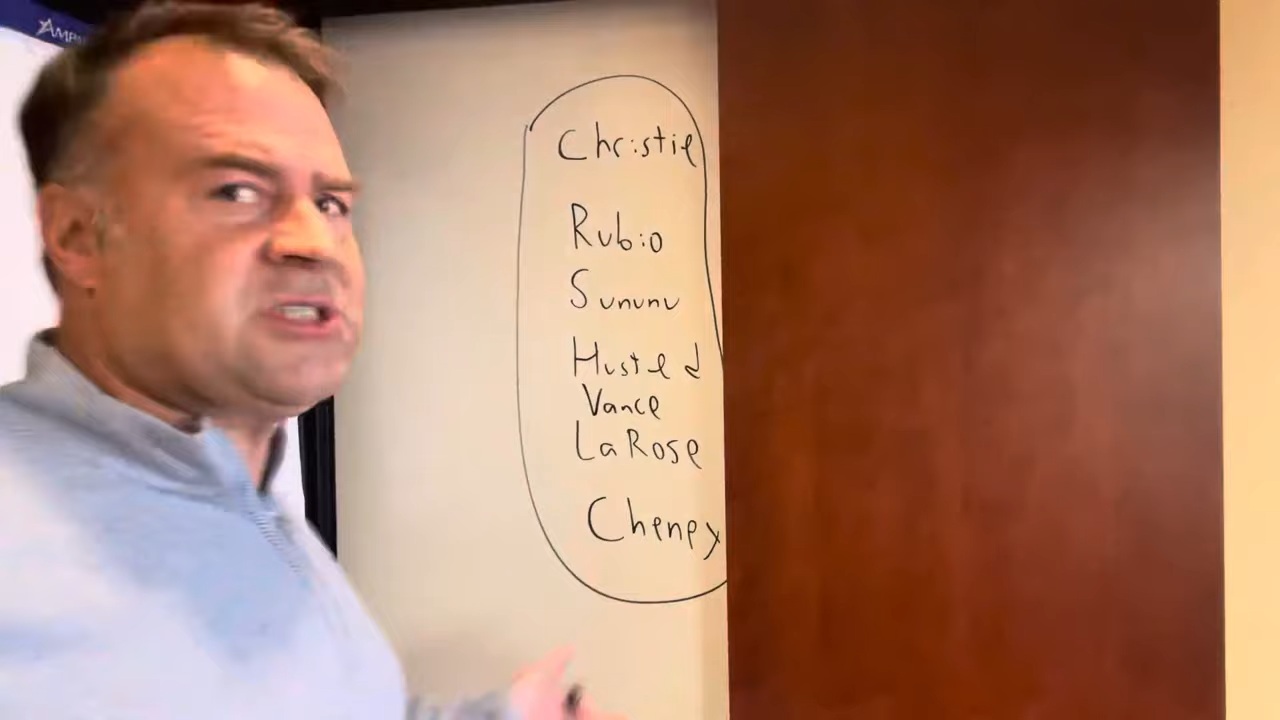 Christie
Rubio
Sununu
Husted
Vance
LaRose
Cheney